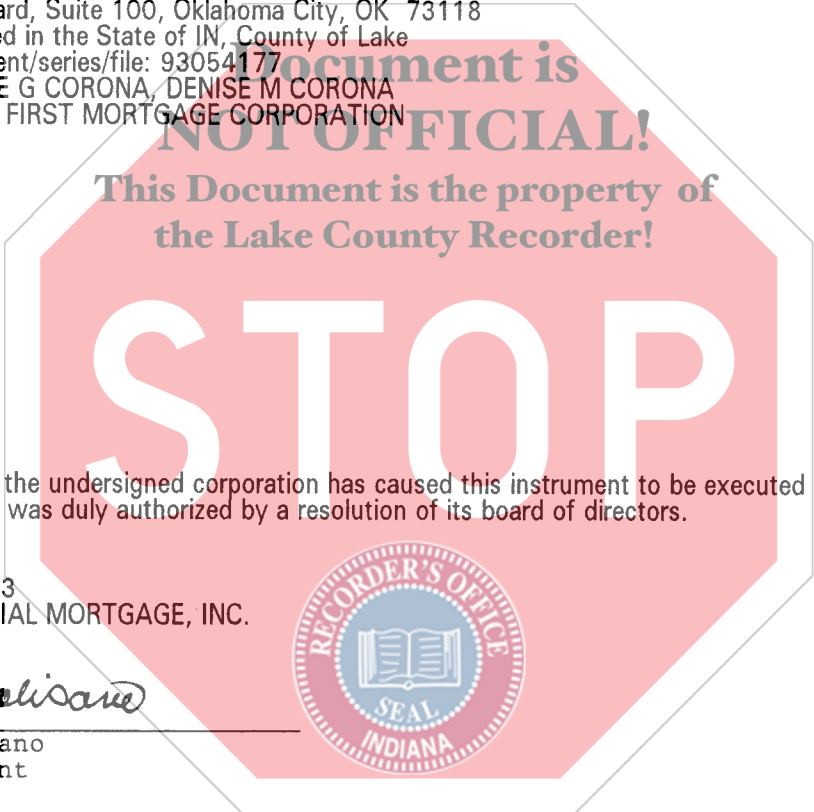 ard, Suite 100, Oklahoma City, OK 73118
d in the State of IN, County of Lake
ent/series/file: 93054177
E G CORONA, DENISE M CORONA
FIRST MORTGAGE CORPORATION
Document is
NOT OFFICIAL!
This Document is the property of
the Lake County Recorder!
STOP
the undersigned corporation has caused this instrument to be executed
was duly authorized by a resolution of its board of directors.
3
IAL MORTGAGE, INC.
RECORDER'S OFFICE
SEAL
INDIANA
elisano
ano
nt